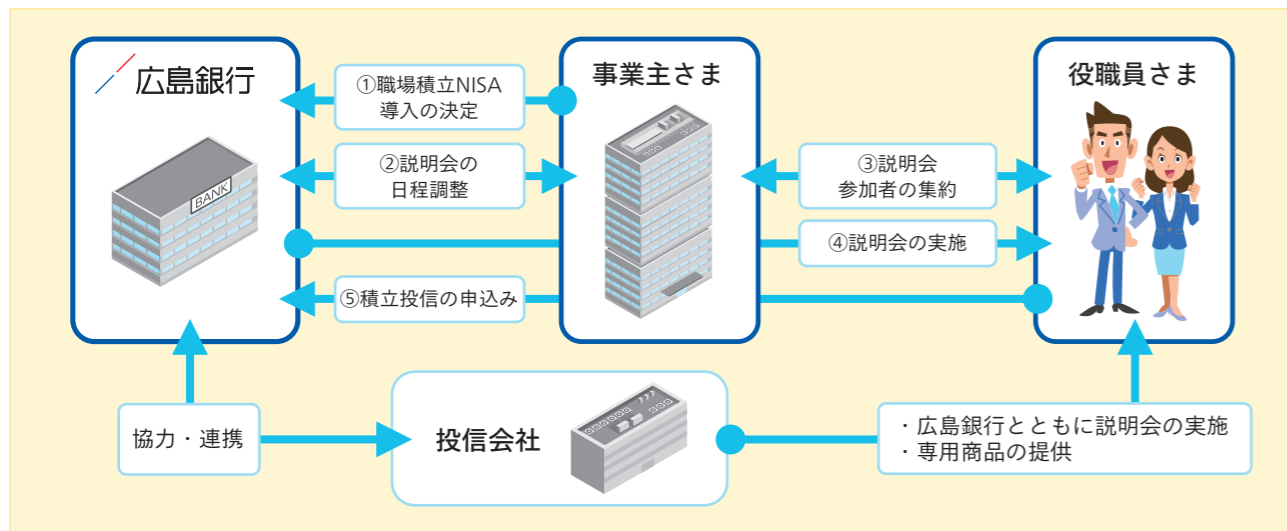 広島銀行
BANK
事業主さま
役職員さま
①職場積立NISA
導入の決定
②説明会の
日程調整
③説明会
参加者の集約
④説明会の実施
⑤積立投信の申込み
協力・連携
投信会社
・広島銀行とともに説明会の実施
・専用商品の提供